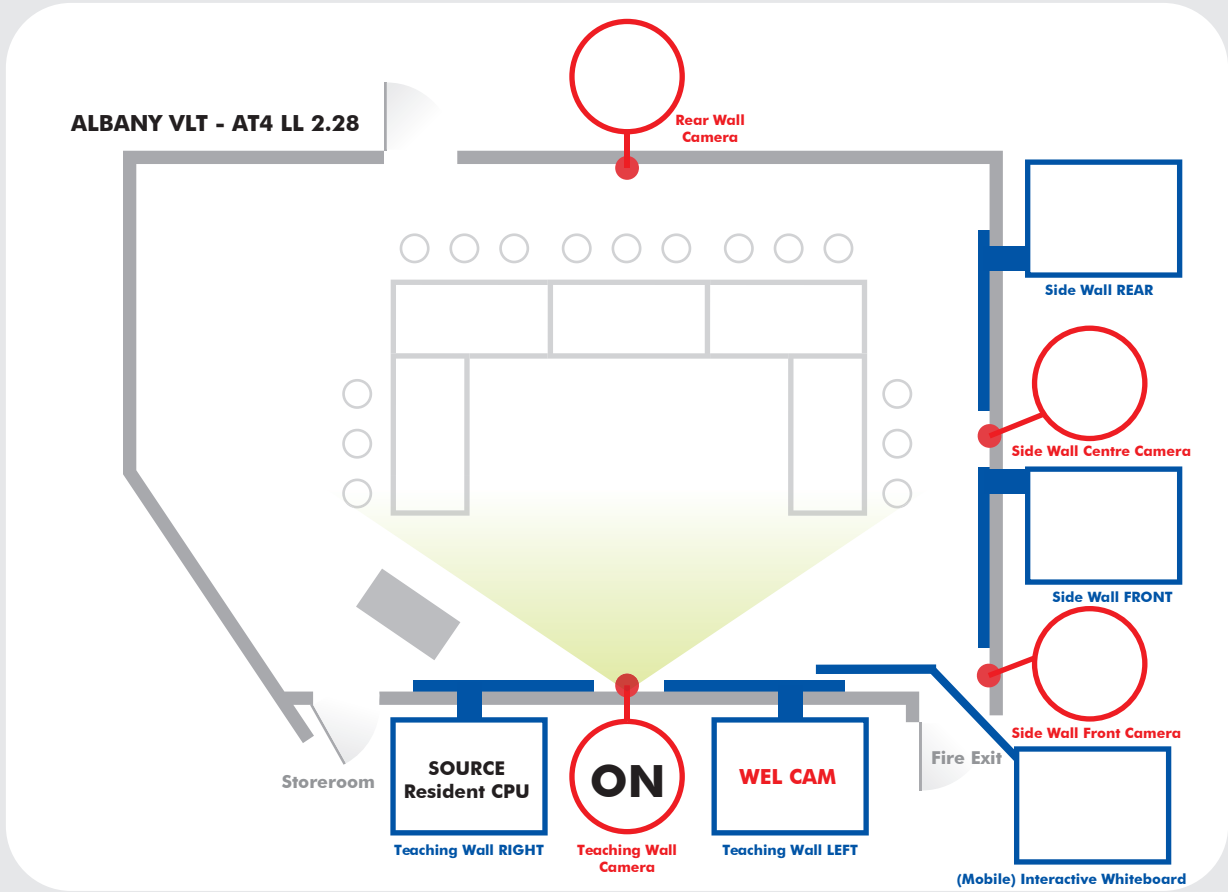 ALBANY VLT - AT4 LL 2.28
Rear Wall
Camera
Side Wall REAR
Side Wall Centre Camera
Side Wall FRONT
Side Wall Front Camera
Fire Exit
Storeroom
SOURCE
Resident CPU
ON
WEL CAM
Teaching Wall RIGHT
Teaching Wall
Camera
Teaching Wall LEFT
(Mobile) Interactive Whiteboard